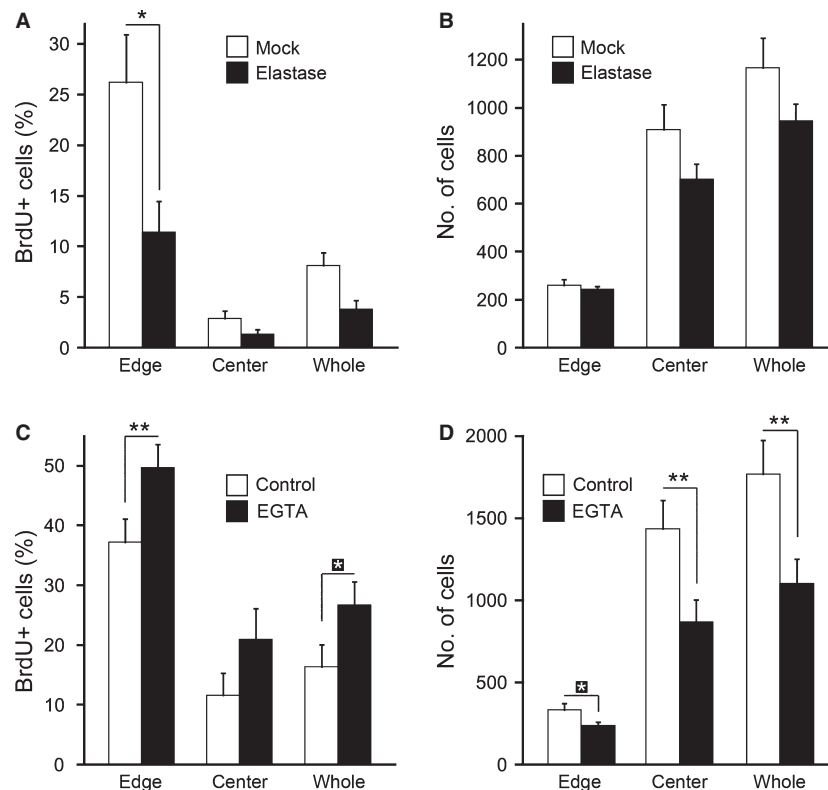 A
*
30
25
20
15
10
5
0
BrdU+ cells (%)
Mock
Elastase
Edge Center Whole
B
1200
1000
800
600
400
200
0
No. of cells
Mock
Elastase
Edge Center Whole
C
**
*
50
40
30
20
10
0
BrdU+ cells (%)
Control
EGTA
Edge Center Whole
D
**
**
*
2000
1500
1000
500
0
No. of cells
Control
EGTA
Edge Center Whole